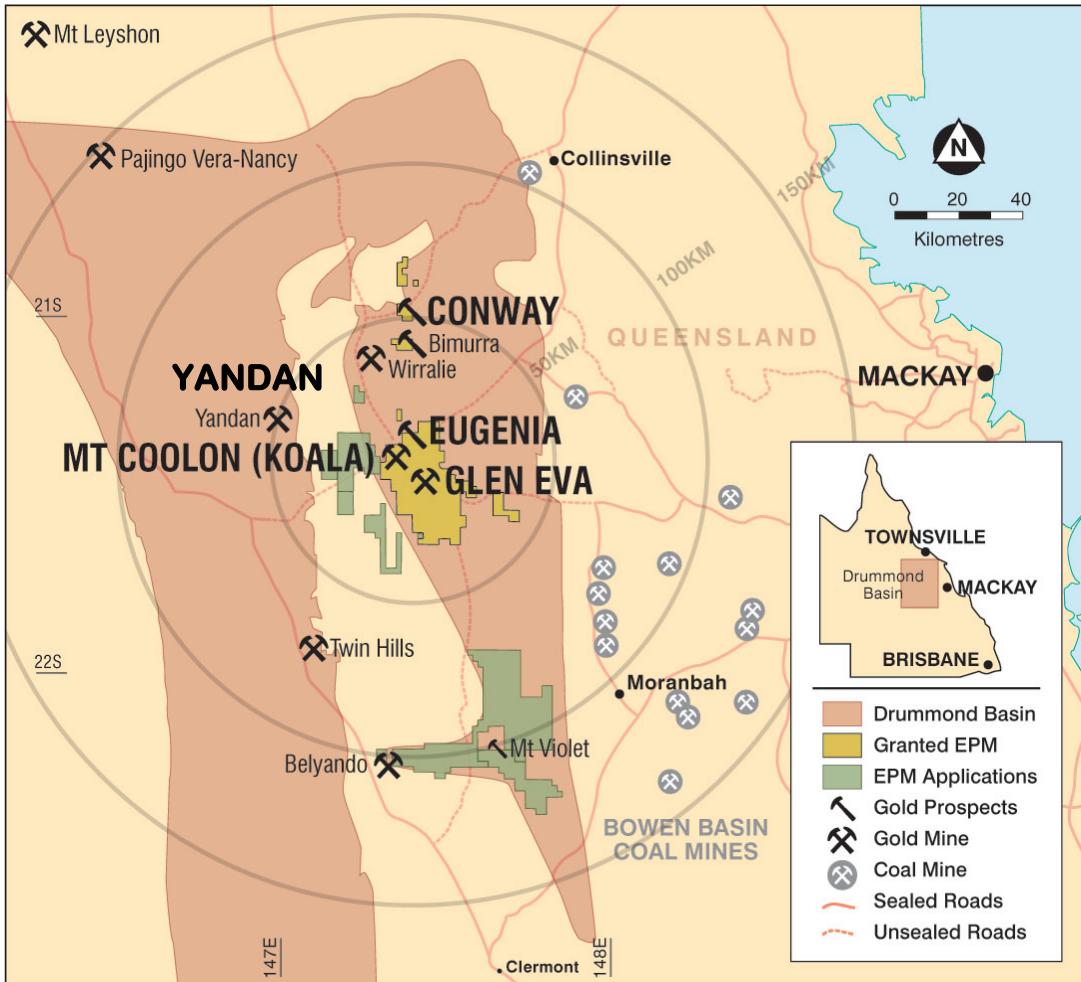 Mt Leyshon
Pajingo Vera-Nancy
Collinsville
N
0 20 40
Kilometres
150KM
100KM
50KM
21S
CONWAY
Bimurra
Wirralie
QUEENSLAND
MACKAY
YANDAN
Yandan
EUGENIA
MT COOLON (KOALA)
GLEN EVA
TOWNSVILLE
Drummond
Basin
MACKAY
BRISBANE
Twin Hills
22S
Moranbah
Mt Violet
Belyando
BOWEN BASIN
COAL MINES
Drummond Basin
Granted EPM
EPM Applications
Gold Prospects
Gold Mine
Coal Mine
Sealed Roads
Unsealed Roads
147E
148E
Clermont